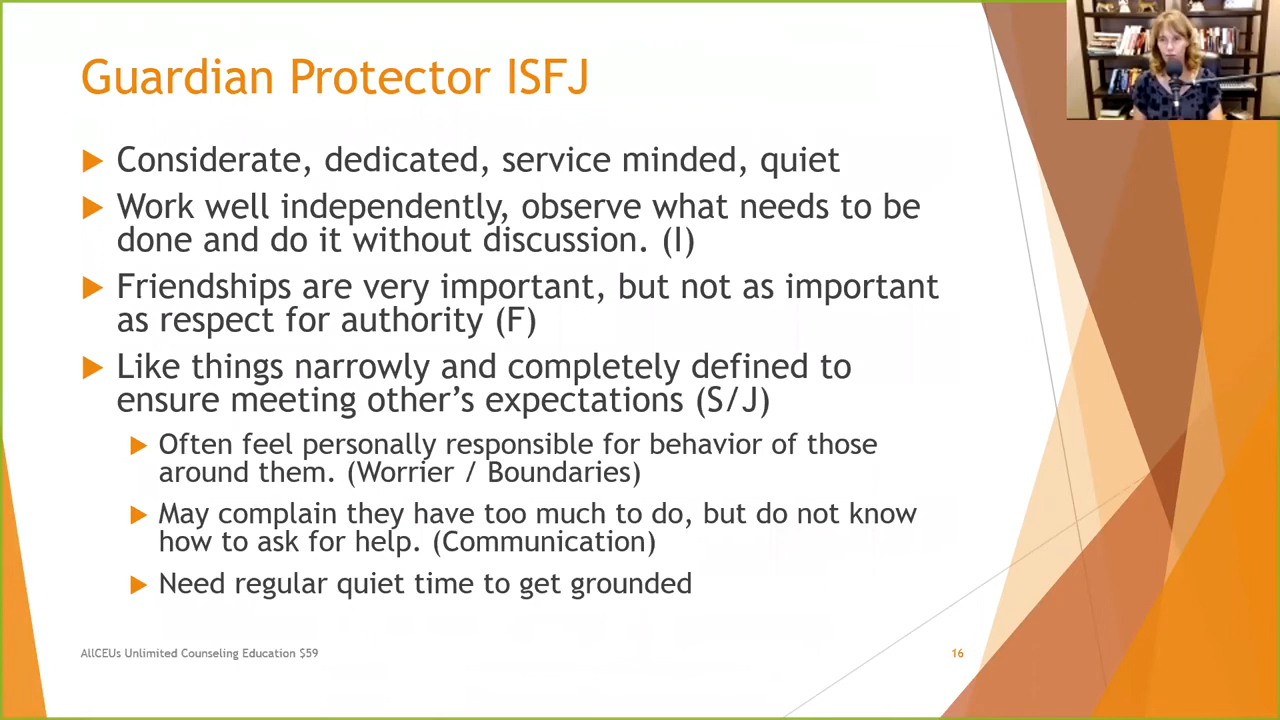 Guardian Protector ISFJ
Considerate, dedicated, service minded, quiet
Work well independently, observe what needs to be
done and do it without discussion. (I)
Friendships are very important, but not as important
as respect for authority (F)
Like things narrowly and completely defined to
ensure meeting other’s expectations (S/J)
Often feel personally responsible for behavior of those
around them. (Worrier / Boundaries)
May complain they have too much to do, but do not know
how to ask for help. (Communication)
Need regular quiet time to get grounded
AllCEUs Unlimited Counseling Education $59
16